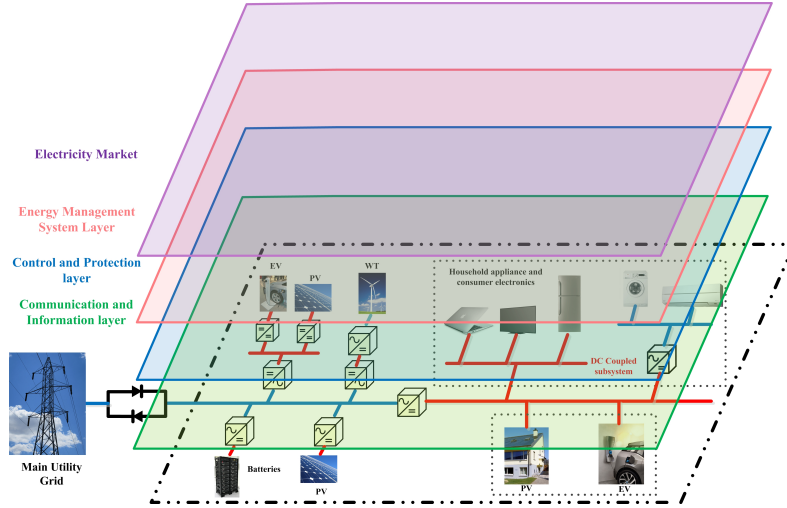 Electricity Market
Energy Management
System Layer
Control and Protection
layer
Communication and
Information layer
EV
PV
WT
Household appliance and
consumer electronics
DC Coupled
subsystem
Main Utility
Grid
Batteries
PV
PV
EV